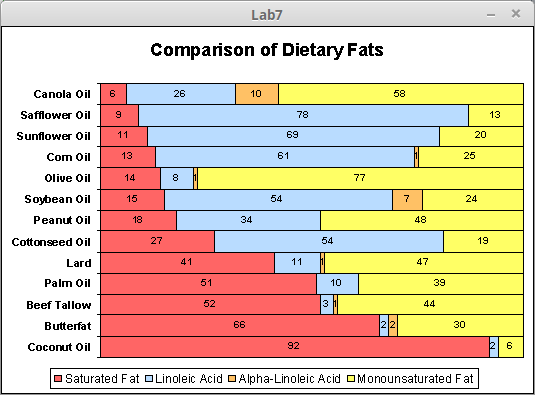 Lab7
Comparison of Dietary Fats
Canola Oil 6 26 10 58
Safflower Oil 9 78 13
Sunflower Oil 11 69 20
Corn Oil 13 61 1 25
Olive Oil 14 8 1 77
Soybean Oil 15 54 7 24
Peanut Oil 18 34 48
Cottonseed Oil 27 54 19
Lard 41 11 1 47
Palm Oil 51 10 39
Beef Tallow 52 3 1 44
Butterfat 66 2 2 30
Coconut Oil 92 2 6
Saturated Fat Linoleic Acid Alpha-Linoleic Acid Monounsaturated Fat